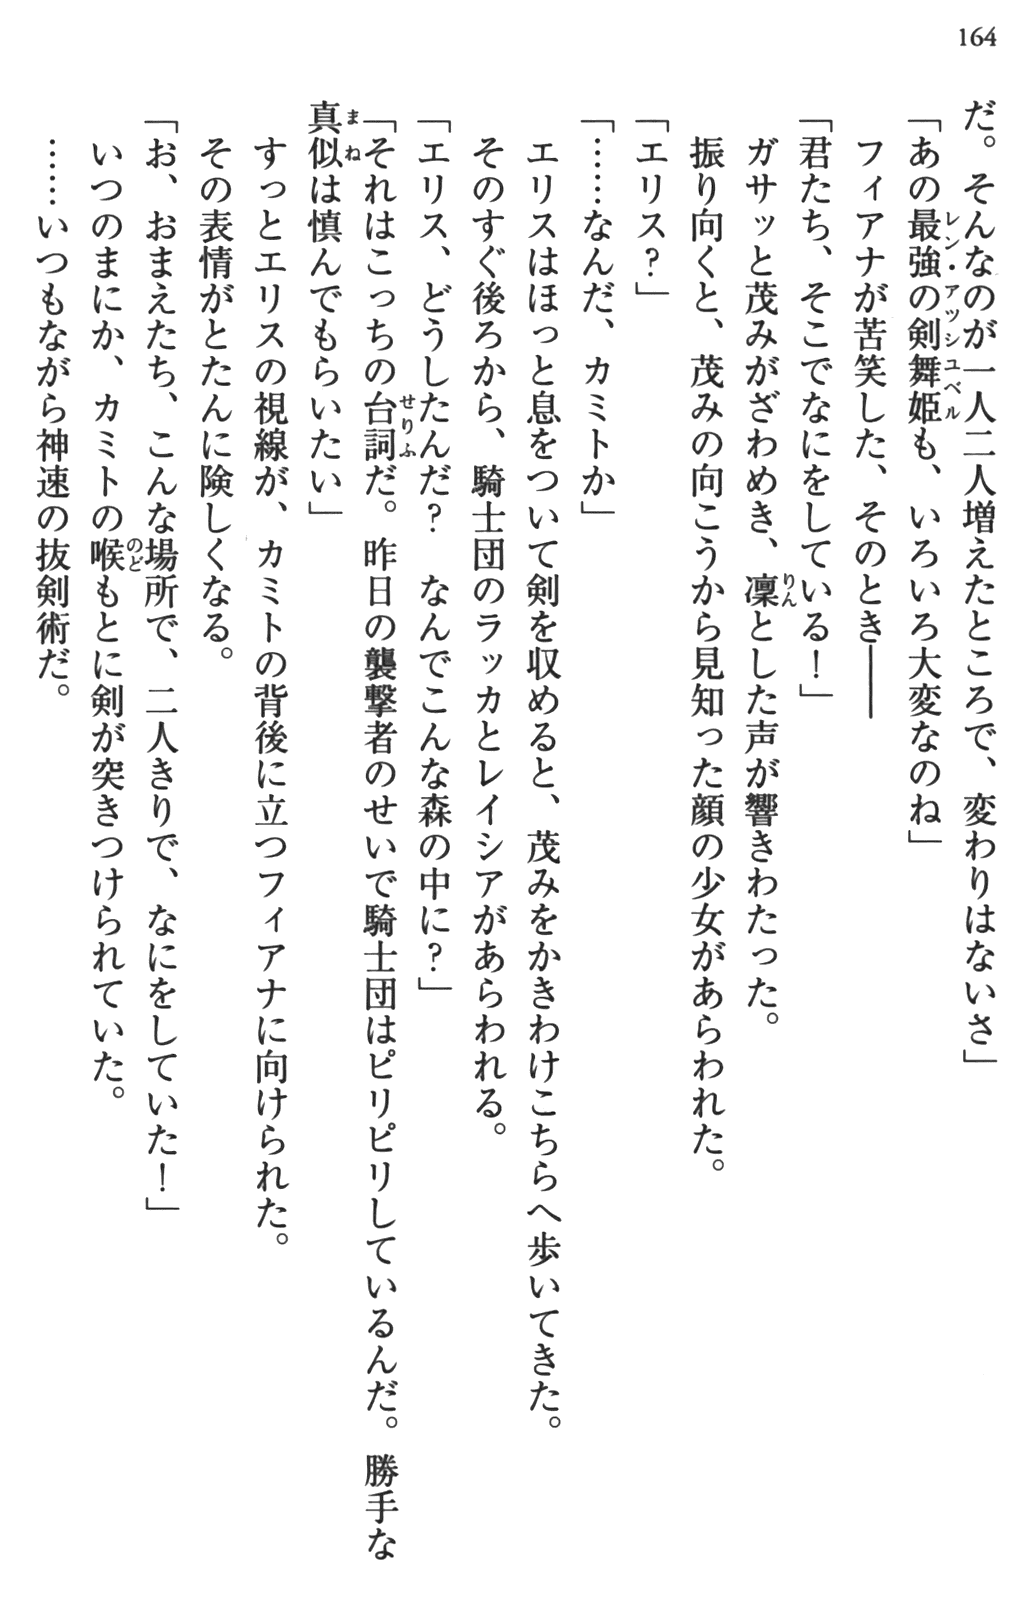 164
だ。そんなのが一人二人増えたところで、変わりはないさ」
「あの最強の剣舞姫も、いろいろ大変なのね」
レン・アッシュベル
フィアナが苦笑した、そのとき――
「君たち、そこでなにをしている！」
ガサッと茂みがざわめき、凛とした声が響きわたった。
りん
振り向くと、茂みの向こうから見知った顔の少女があらわれた。
「エリス？」
「……なんだ、カミトか」
エリスはほっと息をついて剣を収めると、茂みをかきわけこちらへ歩いてきた。
そのすぐ後ろから、騎士団のラッカとレイシアがあらわれる。
「エリス、どうしたんだ？　なんでこんな森の中に？」
「それはこっちの台詞だ。昨日の襲撃者のせいで騎士団はピリピリしているんだ。勝手な
せりふ
真似は慎んでもらいたい」
まね
すっとエリスの視線が、カミトの背後に立つフィアナに向けられた。
その表情がとたんに険しくなる。
「お、おまえたち、こんな場所で、二人きりで、なにをしていた！」
いつのまにか、カミトの喉もとに剣が突きつけられていた。
のど
……いつもながら神速の抜剣術だ。